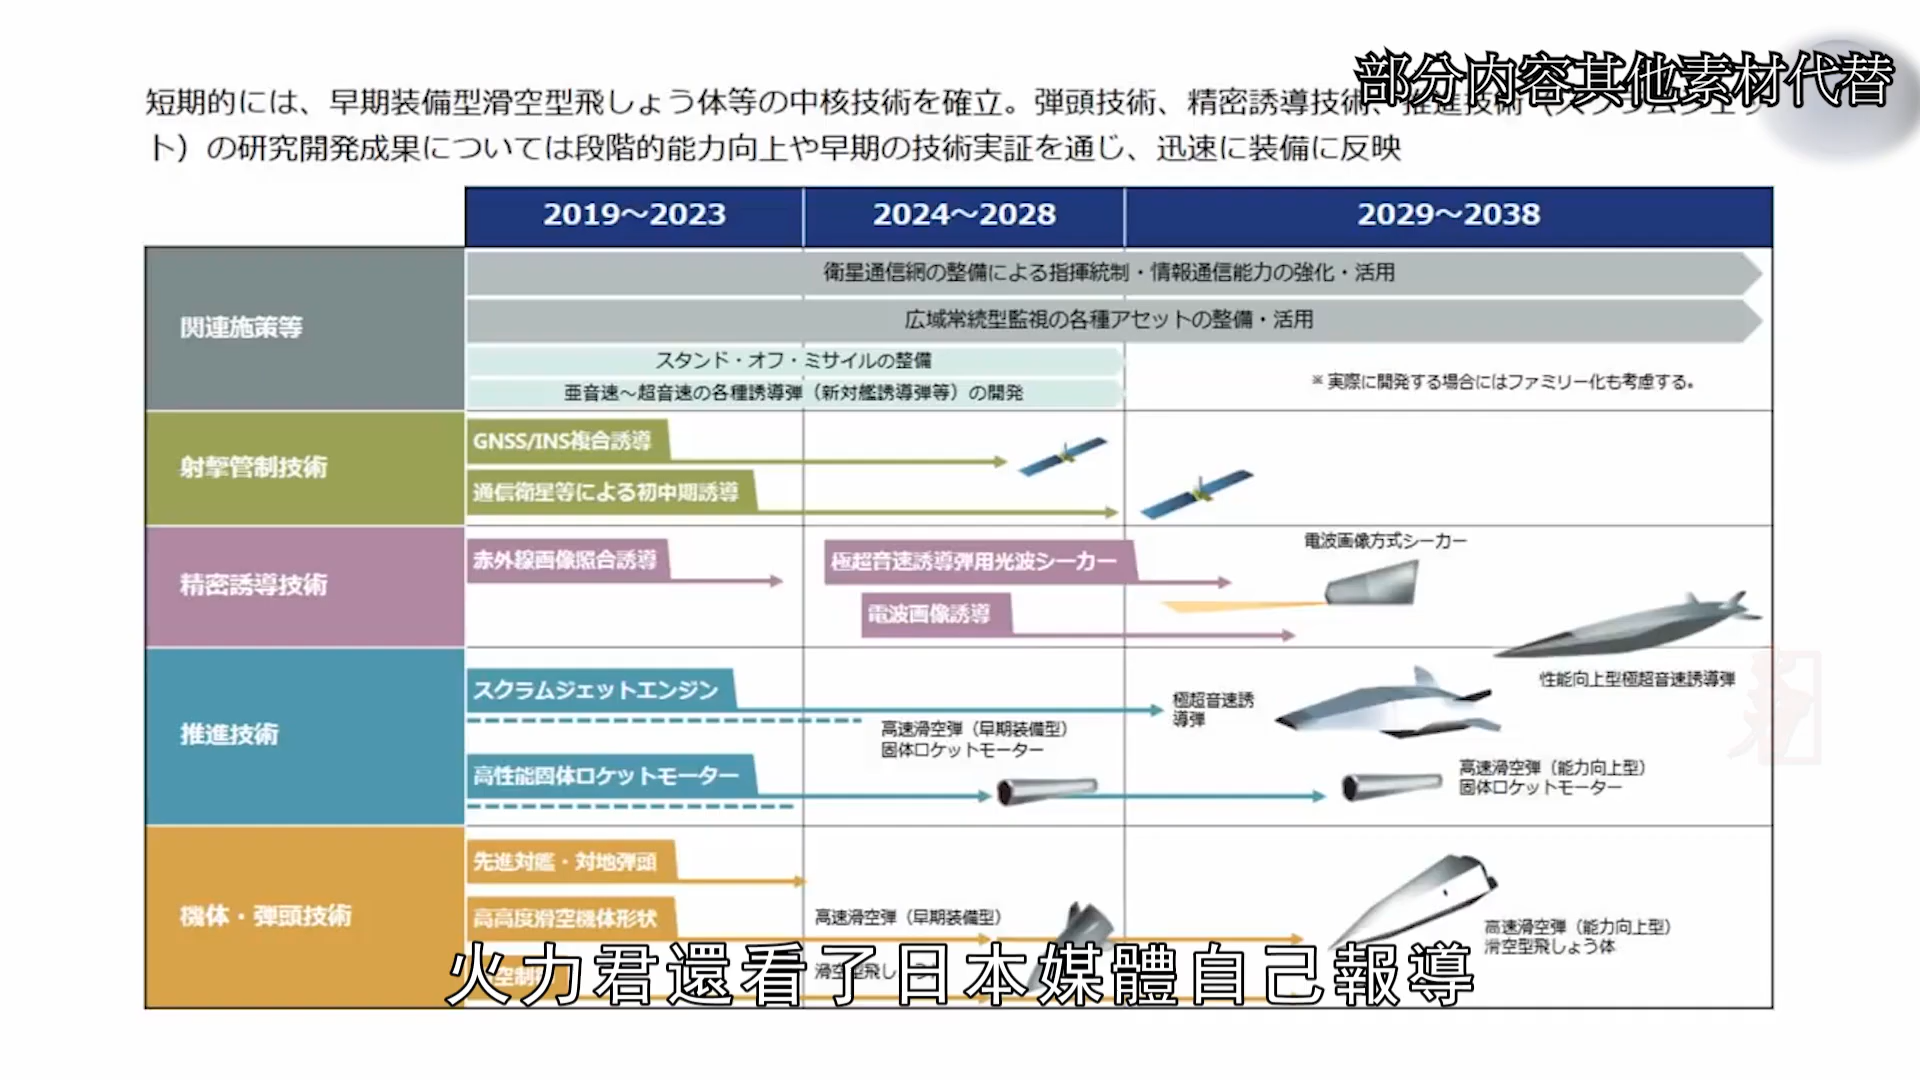 部分内容其他素材代替
短期的には、早期装備型滑空型飛しょう体等の中核技術を確立。弾頭技術、精密誘導技術、推進技術（スクラムジェッ
ト）の研究開発成果については段階的能力向上や早期の技術実証を通じ、迅速に装備に反映
2019～2023
2024～2028
2029～2038
関連施策等
衛星通信網の整備による指揮統制・情報通信能力の強化・活用
広域常続型監視の各種アセットの整備・活用
スタンド・オフ・ミサイルの整備
亜音速～超音速の各種誘導弾（新対艦誘導弾等）の開発
※ 実際に開発する場合にはファミリー化も考慮する。
射撃管制技術
GNSS/INS複合誘導
通信衛星等による初中期誘導
精密誘導技術
赤外線画像照合誘導
極超音速誘導弾用光波シーカー
電波画像誘導
電波画像方式シーカー
性能向上型極超音速誘導弾
推進技術
スクラムジェットエンジン
極超音速誘
導弾
高速滑空弾（早期装備型）
固体ロケットモーター
高性能固体ロケットモーター
高速滑空弾（能力向上型）
固体ロケットモーター
機体・弾頭技術
先進対艦・対地弾頭
高高度滑空機体形状
高速滑空弾（早期装備型）
滑空型飛し
高速滑空弾（能力向上型）
滑空型飛しょう体
空制
火力君還看了日本媒體自己報導